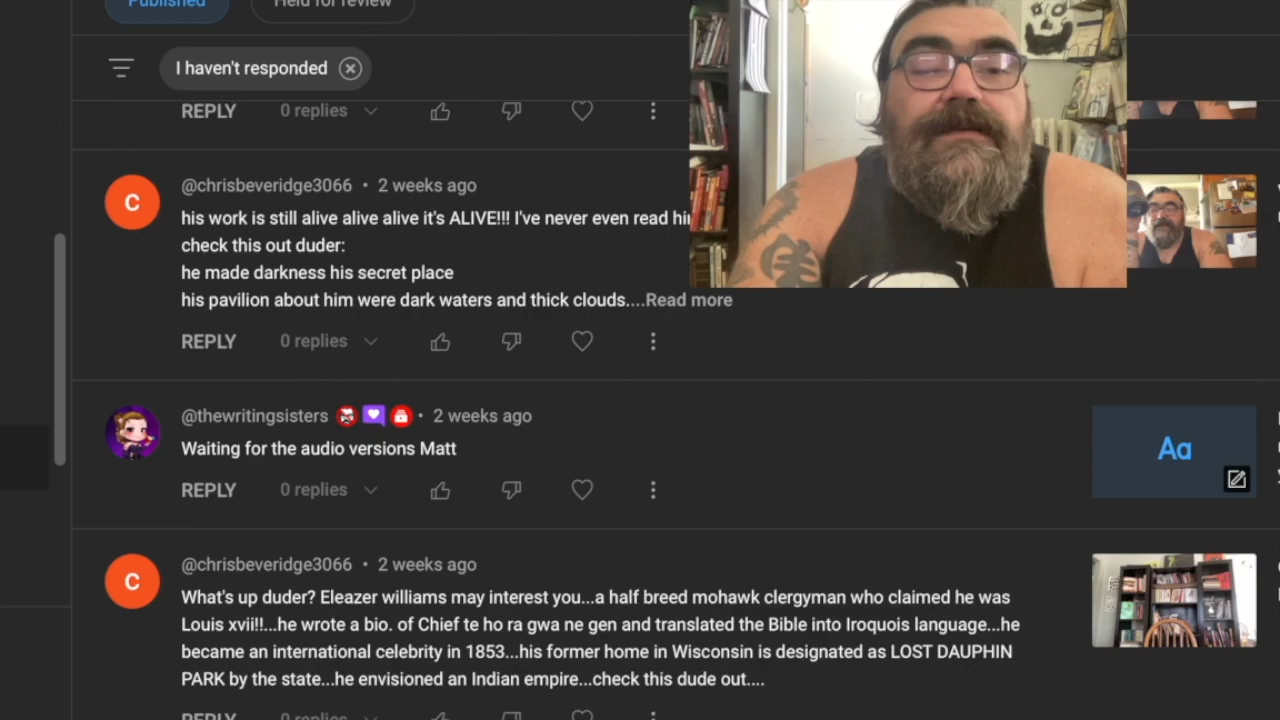 Published Held for review
I haven't responded
REPLY 0 replies
C @chrisbeveridge3066 • 2 weeks ago
his work is still alive alive alive it's ALIVE!!! I've never even read
check this out duder:
he made darkness his secret place
his pavilion about him were dark waters and thick clouds....Read more
REPLY 0 replies
@thewritingsisters • 2 weeks ago
Waiting for the audio versions Matt
Aa
REPLY 0 replies
C @chrisbeveridge3066 • 2 weeks ago
What's up duder? Eleazer williams may interest you...a half breed mohawk clergyman who claimed he was
Louis xvii!!...he wrote a bio. of Chief te ho ra gwa ne gen and translated the Bible into Iroquois language...he
became an international celebrity in 1853...his former home in Wisconsin is designated as LOST DAUPHIN
PARK by the state...he envisioned an Indian empire...check this dude out....
REPLY 0 replies